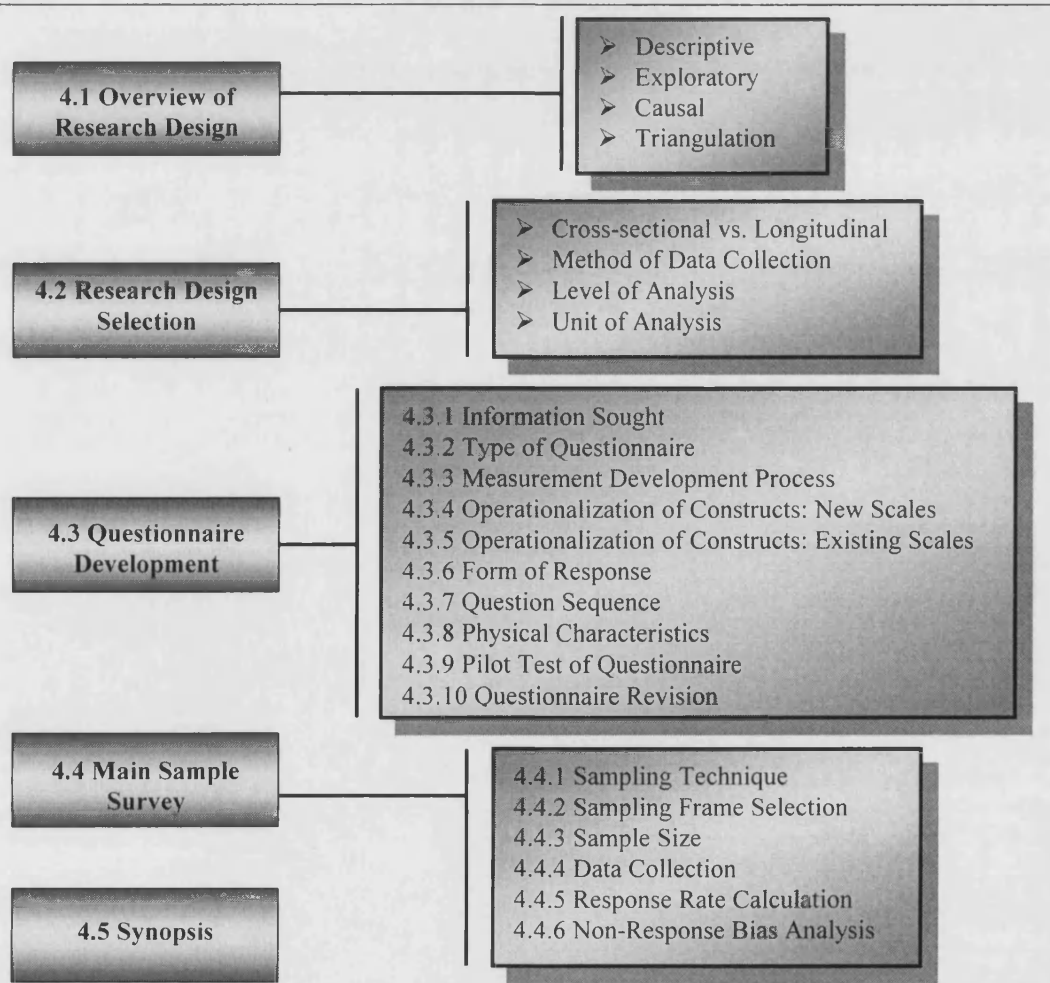 4.1 Overview of
Research Design
➢ Descriptive
➢ Exploratory
➢ Causal
➢ Triangulation
4.2 Research Design
Selection
➢ Cross-sectional vs. Longitudinal
➢ Method of Data Collection
➢ Level of Analysis
➢ Unit of Analysis
4.3 Questionnaire
Development
4.3.1 Information Sought
4.3.2 Type of Questionnaire
4.3.3 Measurement Development Process
4.3.4 Operationalization of Constructs: New Scales
4.3.5 Operationalization of Constructs: Existing Scales
4.3.6 Form of Response
4.3.7 Question Sequence
4.3.8 Physical Characteristics
4.3.9 Pilot Test of Questionnaire
4.3.10 Questionnaire Revision
4.4 Main Sample
Survey
4.4.1 Sampling Technique
4.4.2 Sampling Frame Selection
4.4.3 Sample Size
4.4.4 Data Collection
4.4.5 Response Rate Calculation
4.4.6 Non-Response Bias Analysis
4.5 Synopsis